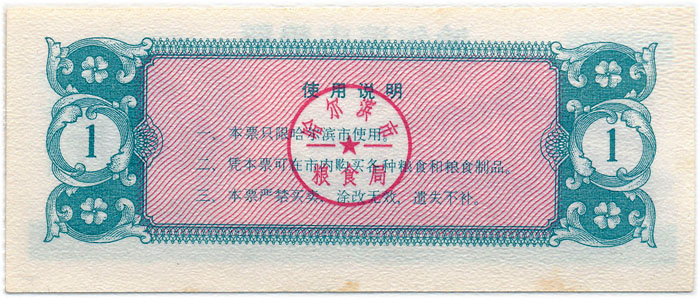 使用说明
一、本票只限哈尔滨市使用。
二、凭本票可在市内购买各种粮食和粮食制品。
三、本票严禁买卖，涂改无效，遗失不补。
哈尔滨市
粮食局
1
1